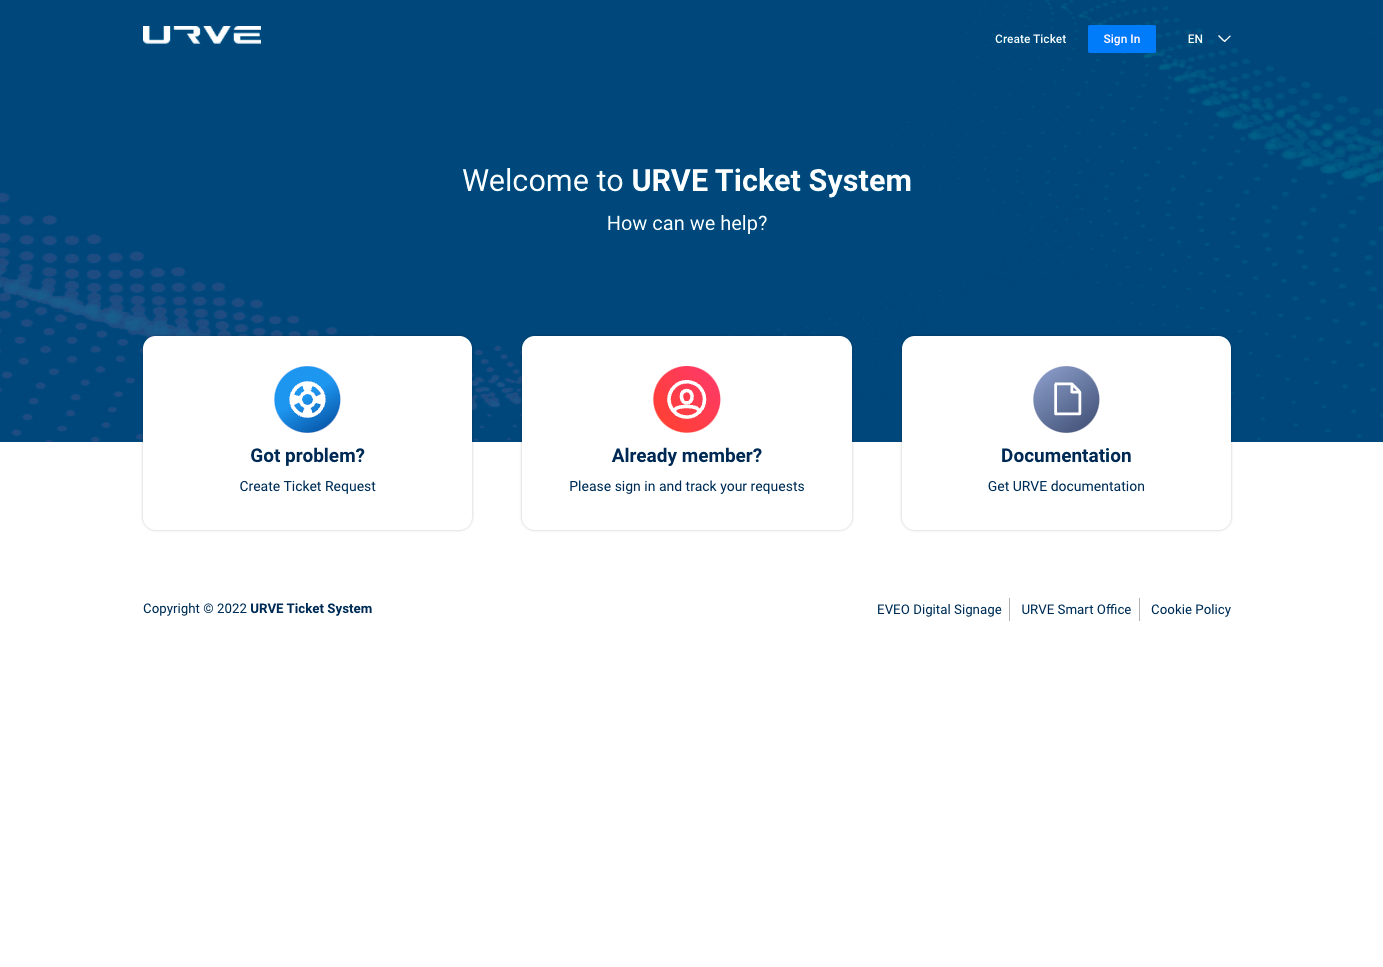 URVE
Create Ticket
Sign In
EN
Welcome to URVE Ticket System
How can we help?
Got problem?
Create Ticket Request
Already member?
Please sign in and track your requests
Documentation
Get URVE documentation
Copyright © 2022 URVE Ticket System
EVEO Digital Signage
URVE Smart Office
Cookie Policy